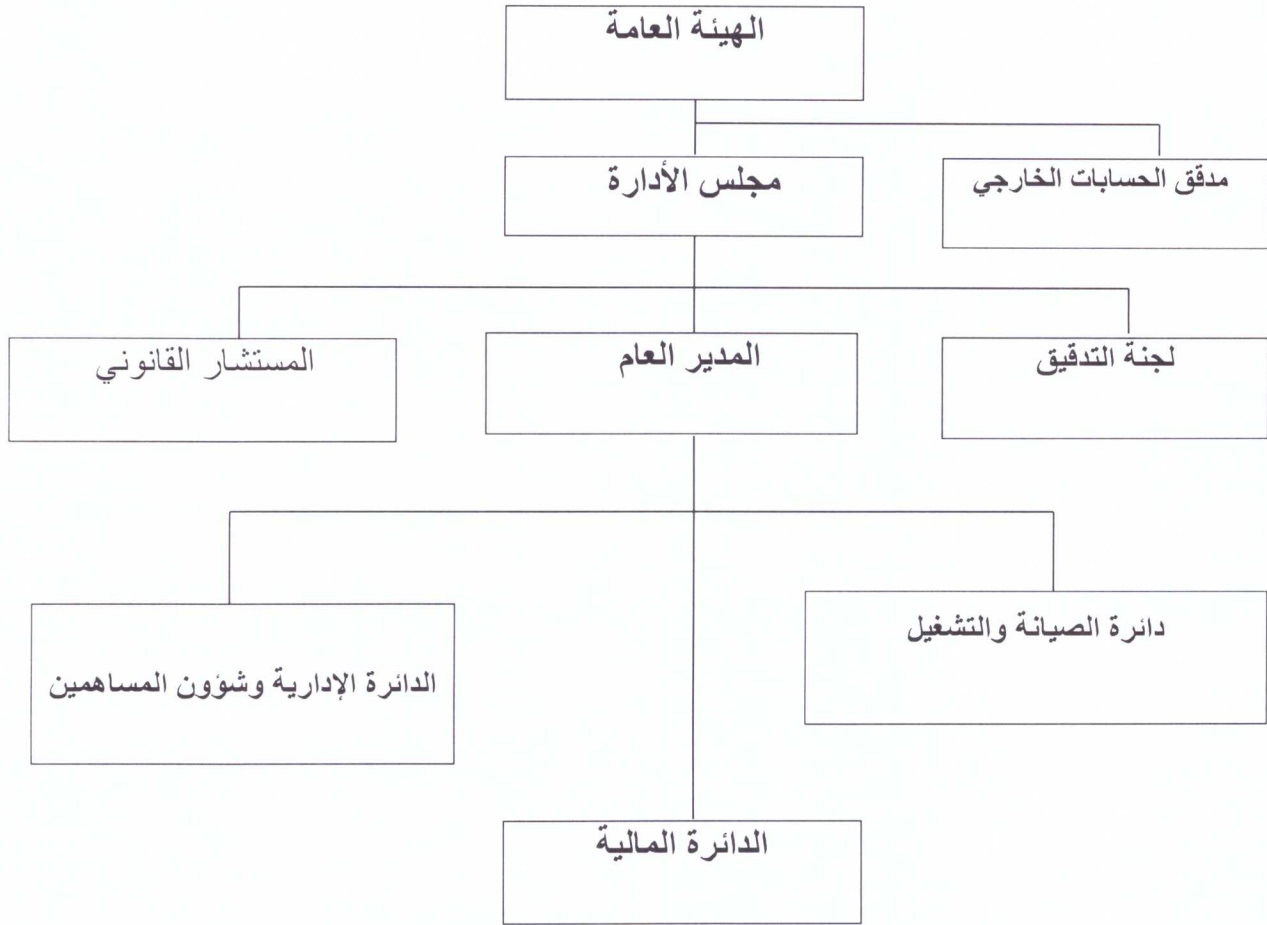 الهيئة العامة
مجلس الأدارة
مدقق الحسابات الخارجي
لجنة التدقيق
المدير العام
المستشار القانوني
دائرة الصيانة والتشغيل
الدائرة الإدارية وشؤون المساهمين
الدائرة المالية